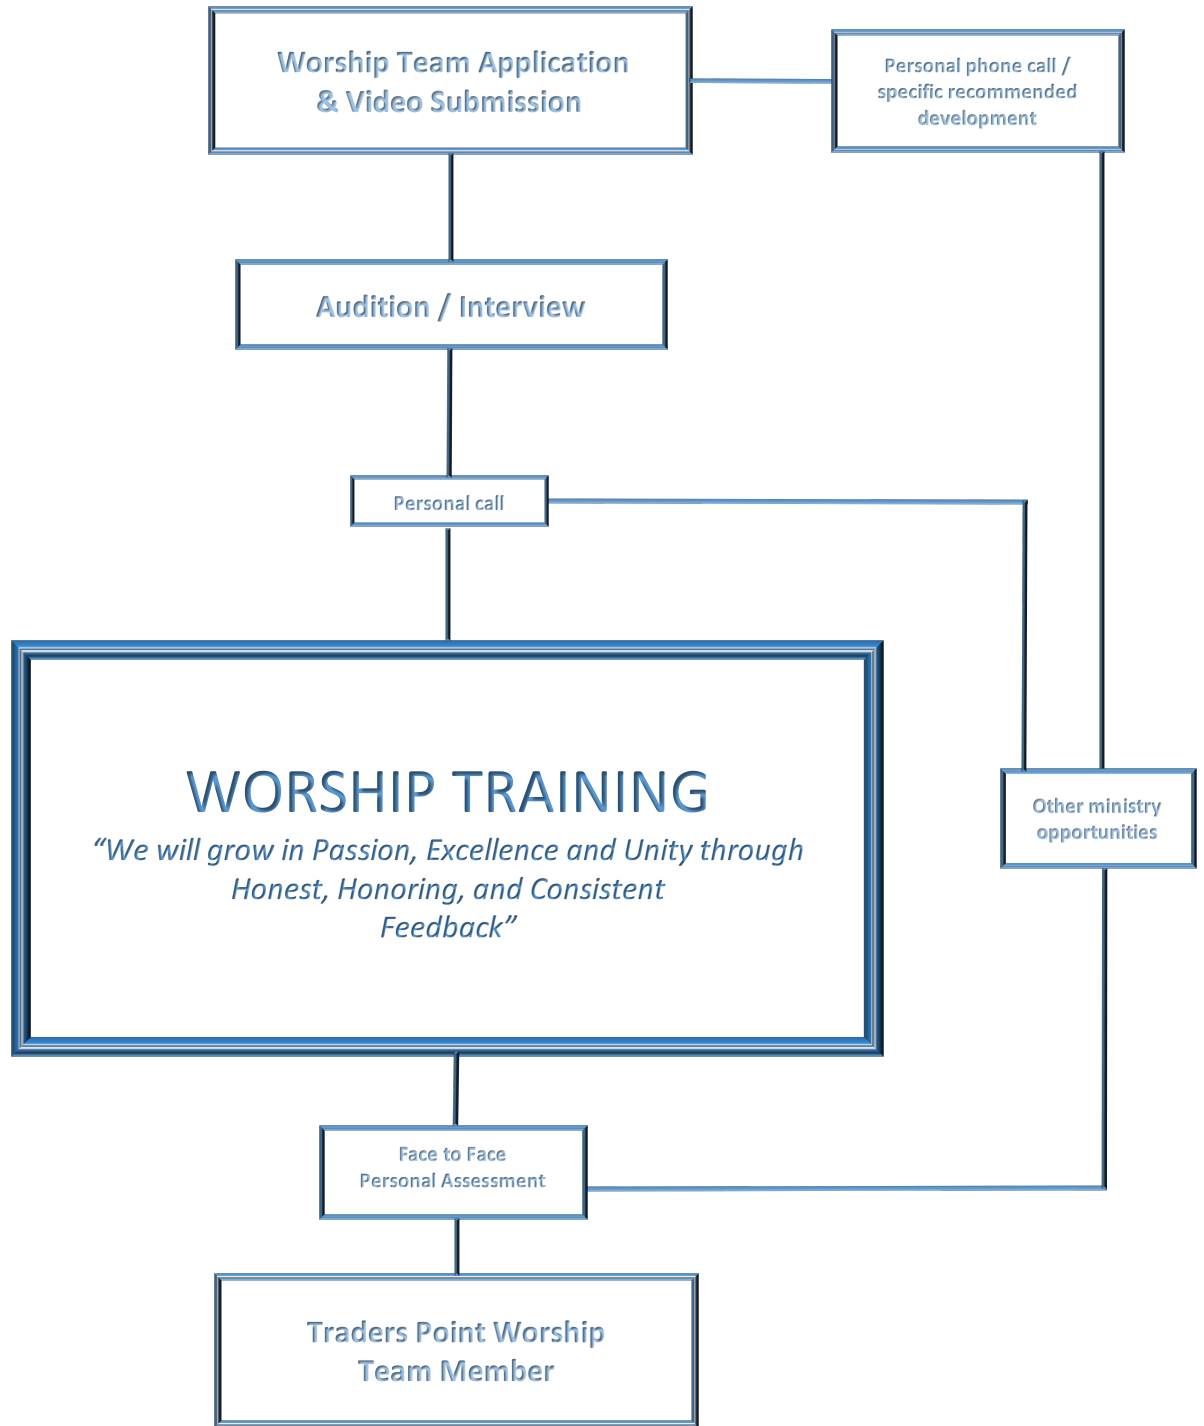 Worship Team Application
& Video Submission
Personal phone call /
specific recommended
development
Audition / Interview
Personal call
WORSHIP TRAINING
“We will grow in Passion, Excellence and Unity through
Honest, Honoring, and Consistent
Feedback”
Other ministry
opportunities
Face to Face
Personal Assessment
Traders Point Worship
Team Member